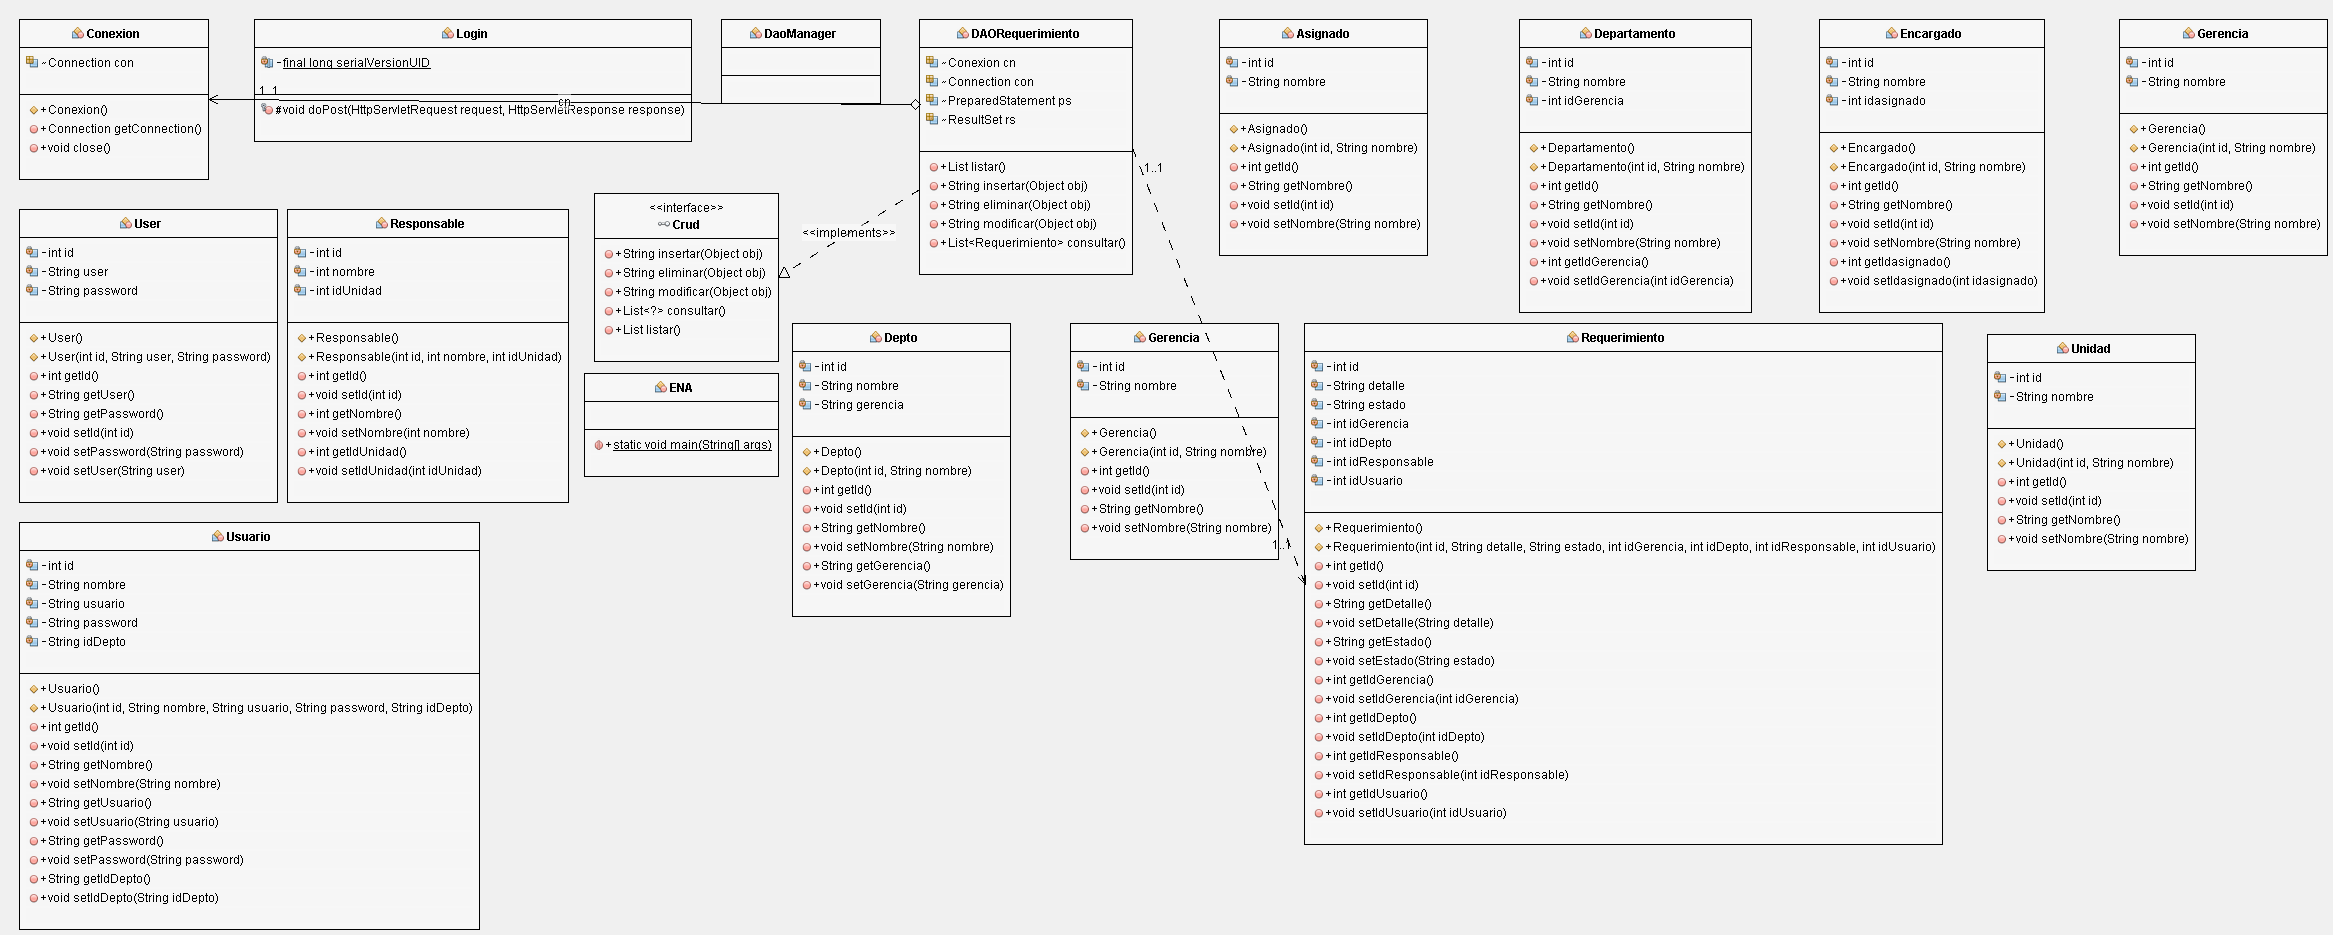 Conexion
~Connection con
+Conexion()
+Connection getConnection()
+void close()
Login
-final long serialVersionUID
#void doPost(HttpServletRequest request, HttpServletResponse response)
1..1
cn
DaoManager
DAORequerimiento
~Conexion cn
~Connection con
~PreparedStatement ps
~ResultSet rs
+List listar()
+String insertar(Object obj)
+String eliminar(Object obj)
+String modificar(Object obj)
+List<Requerimiento> consultar()
1..1
Asignado
-int id
-String nombre
+Asignado()
+Asignado(int id, String nombre)
+int getId()
+String getNombre()
+void setId(int id)
+void setNombre(String nombre)
Departamento
-int id
-String nombre
-int idGerencia
+Departamento()
+Departamento(int id, String nombre)
+int getId()
+String getNombre()
+void setId(int id)
+void setNombre(String nombre)
+int getIdGerencia()
+void setIdGerencia(int idGerencia)
Encargado
-int id
-String nombre
-int idasignado
+Encargado()
+Encargado(int id, String nombre)
+int getId()
+String getNombre()
+void setId(int id)
+void setNombre(String nombre)
+int getIdasignado()
+void setIdasignado(int idasignado)
Gerencia
-int id
-String nombre
+Gerencia()
+Gerencia(int id, String nombre)
+int getId()
+String getNombre()
+void setId(int id)
+void setNombre(String nombre)
User
-int id
-String user
-String password
+User()
+User(int id, String user, String password)
+int getId()
+String getUser()
+String getPassword()
+void setId(int id)
+void setPassword(String password)
+void setUser(String user)
Responsable
-int id
-int nombre
-int idUnidad
+Responsable()
+Responsable(int id, int nombre, int idUnidad)
+int getId()
+void setId(int id)
+int getNombre()
+void setNombre(int nombre)
+int getIdUnidad()
+void setIdUnidad(int idUnidad)
<<interface>>
Crud
+String insertar(Object obj)
+String eliminar(Object obj)
+String modificar(Object obj)
+List<?> consultar()
+List listar()
<<implements>>
ENA
+static void main(String[] args)
Depto
-int id
-String nombre
-String gerencia
+Depto()
+Depto(int id, String nombre)
+int getId()
+void setId(int id)
+String getNombre()
+void setNombre(String nombre)
+String getGerencia()
+void setGerencia(String gerencia)
Gerencia
-int id
-String nombre
+Gerencia()
+Gerencia(int id, String nombre)
+int getId()
+void setId(int id)
+String getNombre()
+void setNombre(String nombre)
1..1
Requerimiento
-int id
-String detalle
-String estado
-int idGerencia
-int idDepto
-int idResponsable
-int idUsuario
+Requerimiento()
+Requerimiento(int id, String detalle, String estado, int idGerencia, int idDepto, int idResponsable, int idUsuario)
+int getId()
+void setId(int id)
+String getDetalle()
+void setDetalle(String detalle)
+String getEstado()
+void setEstado(String estado)
+int getIdGerencia()
+void setIdGerencia(int idGerencia)
+int getIdDepto()
+void setIdDepto(int idDepto)
+int getIdResponsable()
+void setIdResponsable(int idResponsable)
+int getIdUsuario()
+void setIdUsuario(int idUsuario)
Unidad
-int id
-String nombre
+Unidad()
+Unidad(int id, String nombre)
+int getId()
+void setId(int id)
+String getNombre()
+void setNombre(String nombre)
Usuario
-int id
-String nombre
-String usuario
-String password
-String idDepto
+Usuario()
+Usuario(int id, String nombre, String usuario, String password, String idDepto)
+int getId()
+void setId(int id)
+String getNombre()
+void setNombre(String nombre)
+String getUsuario()
+void setUsuario(String usuario)
+String getPassword()
+void setPassword(String password)
+String getIdDepto()
+void setIdDepto(String idDepto)